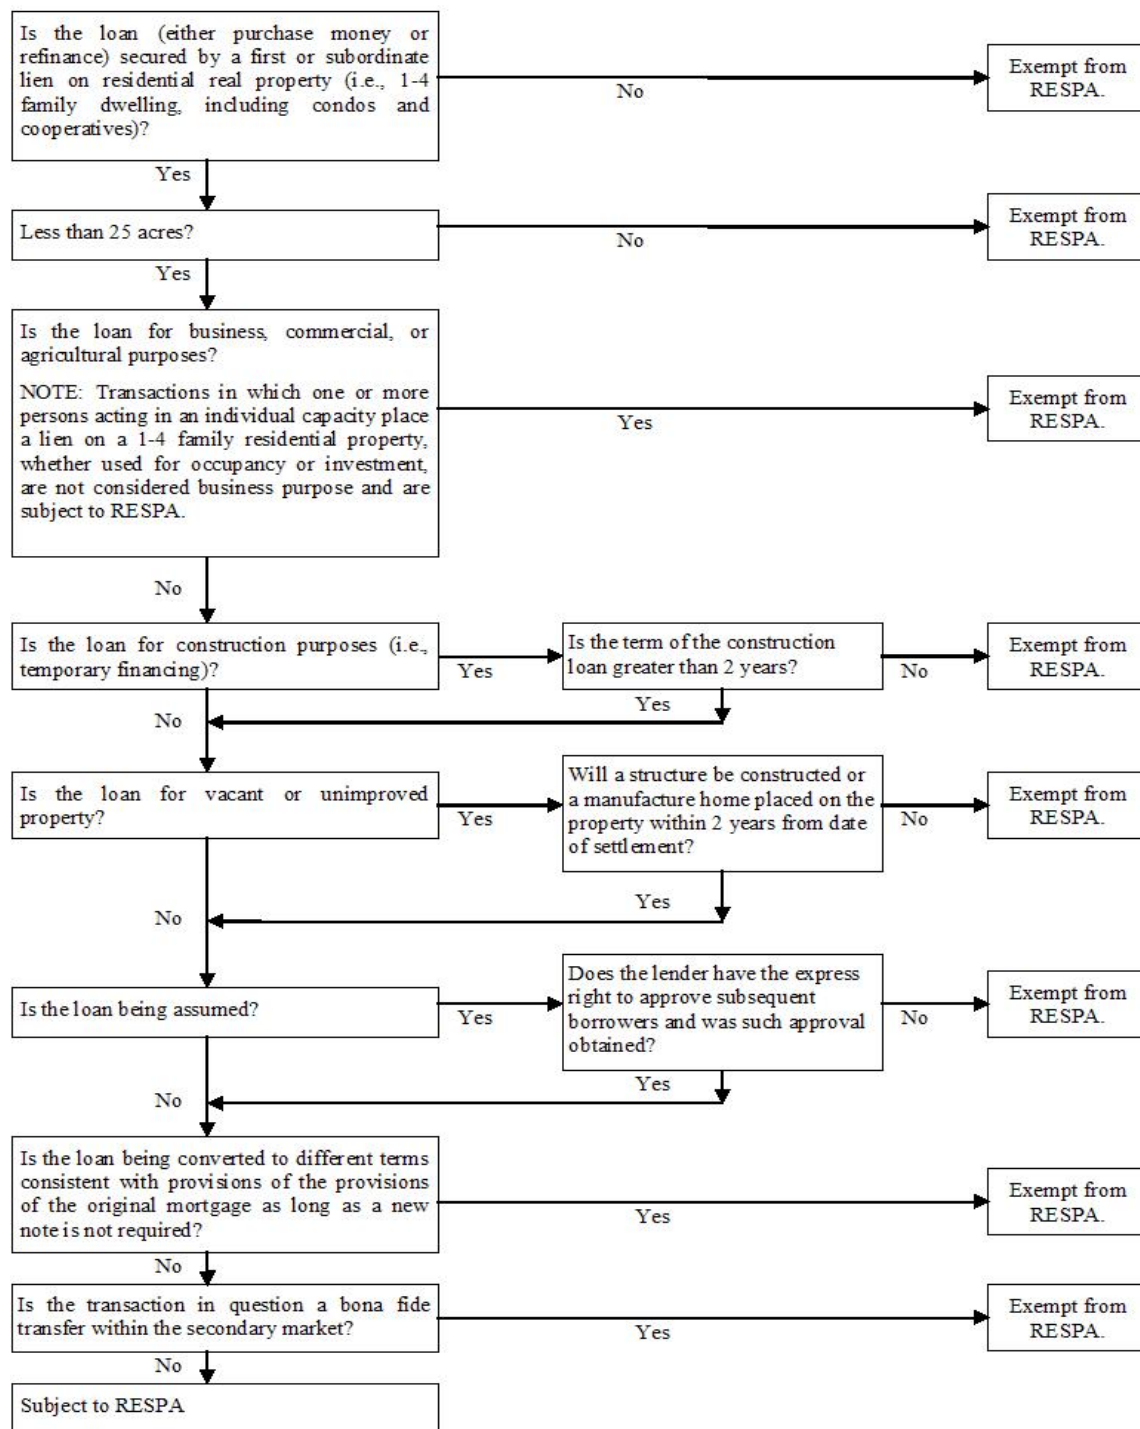 Is the loan (either purchase money or
refinance) secured by a first or subordinate
lien on residential real property (i.e., 1-4
family dwelling, including condos and
cooperatives)?
No
Exempt from
RESPA.
Yes
Less than 25 acres?
No
Exempt from
RESPA.
Yes
Is the loan for business, commercial, or
agricultural purposes?
NOTE: Transactions in which one or more
persons acting in an individual capacity place
a lien on a 1-4 family residential property,
whether used for occupancy or investment,
are not considered business purpose and are
subject to RESPA.
Yes
Exempt from
RESPA.
No
Is the loan for construction purposes (i.e.,
temporary financing)?
Yes
Is the term of the construction
loan greater than 2 years?
No
Exempt from
RESPA.
Yes
No
Is the loan for vacant or unimproved
property?
Yes
Will a structure be constructed or
a manufacture home placed on the
property within 2 years from date
of settlement?
No
Exempt from
RESPA.
Yes
No
Is the loan being assumed?
Yes
Does the lender have the express
right to approve subsequent
borrowers and was such approval
obtained?
No
Exempt from
RESPA.
Yes
No
Is the loan being converted to different terms
consistent with provisions of the provisions
of the original mortgage as long as a new
note is not required?
Yes
Exempt from
RESPA.
No
Is the transaction in question a bona fide
transfer within the secondary market?
Yes
Exempt from
RESPA.
No
Subject to RESPA